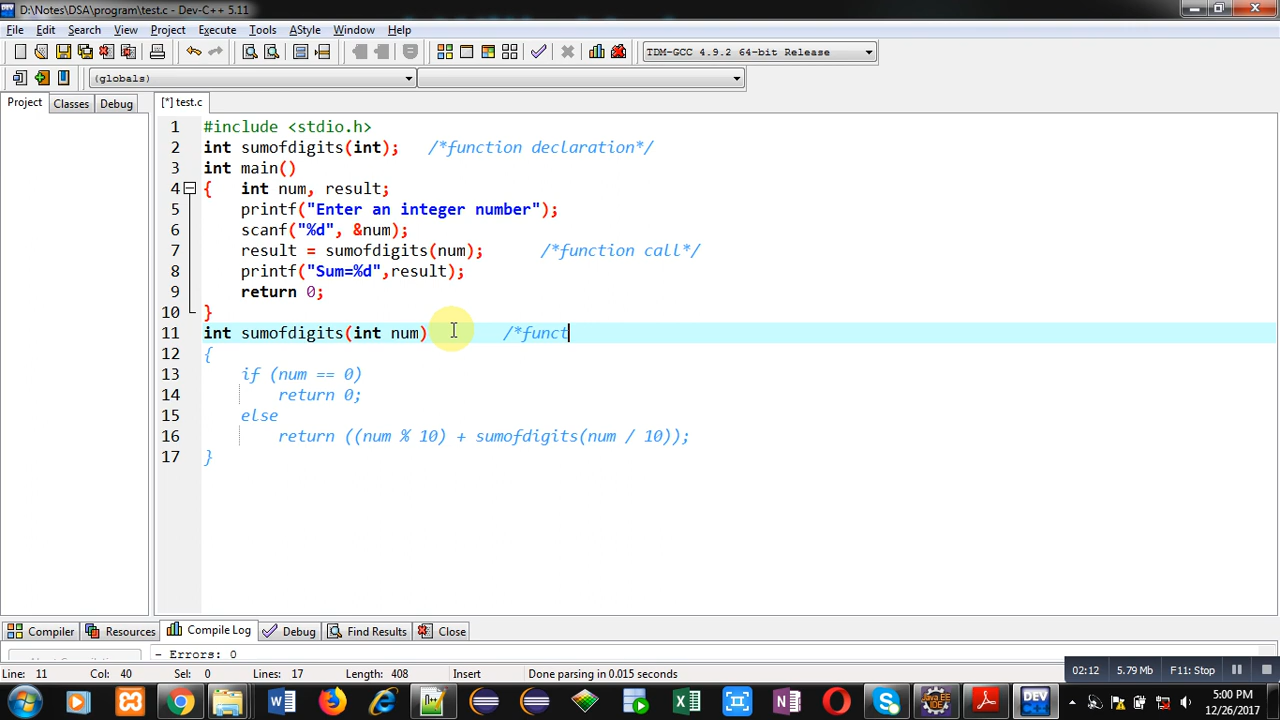 D:\Notes\DSA\program\test.c - Dev-C++ 5.11
File Edit Search View Project Execute Tools AStyle Window Help
TDM-GCC 4.9.2 64-bit Release
(globals)
Project Classes Debug [*] test.c
1 #include <stdio.h>
2 int sumofdigits(int); /*function declaration*/
3 int main()
4 { int num, result;
5 printf("Enter an integer number");
6 scanf("%d", &num);
7 result = sumofdigits(num); /*function call*/
8 printf("Sum=%d",result);
9 return 0;
10 }
11 int sumofdigits(int num) /*funct
12 {
13 if (num == 0)
14 return 0;
15 else
16 return ((num % 10) + sumofdigits(num / 10));
17 }
Compiler Resources Compile Log Debug Find Results Close
- Errors: 0
Line: 11 Col: 40 Sel: 0 Lines: 17 Length: 408 Insert Done parsing in 0.015 seconds
02:12 5.79 Mb F11: Stop
DEV
5:00 PM
12/26/2017